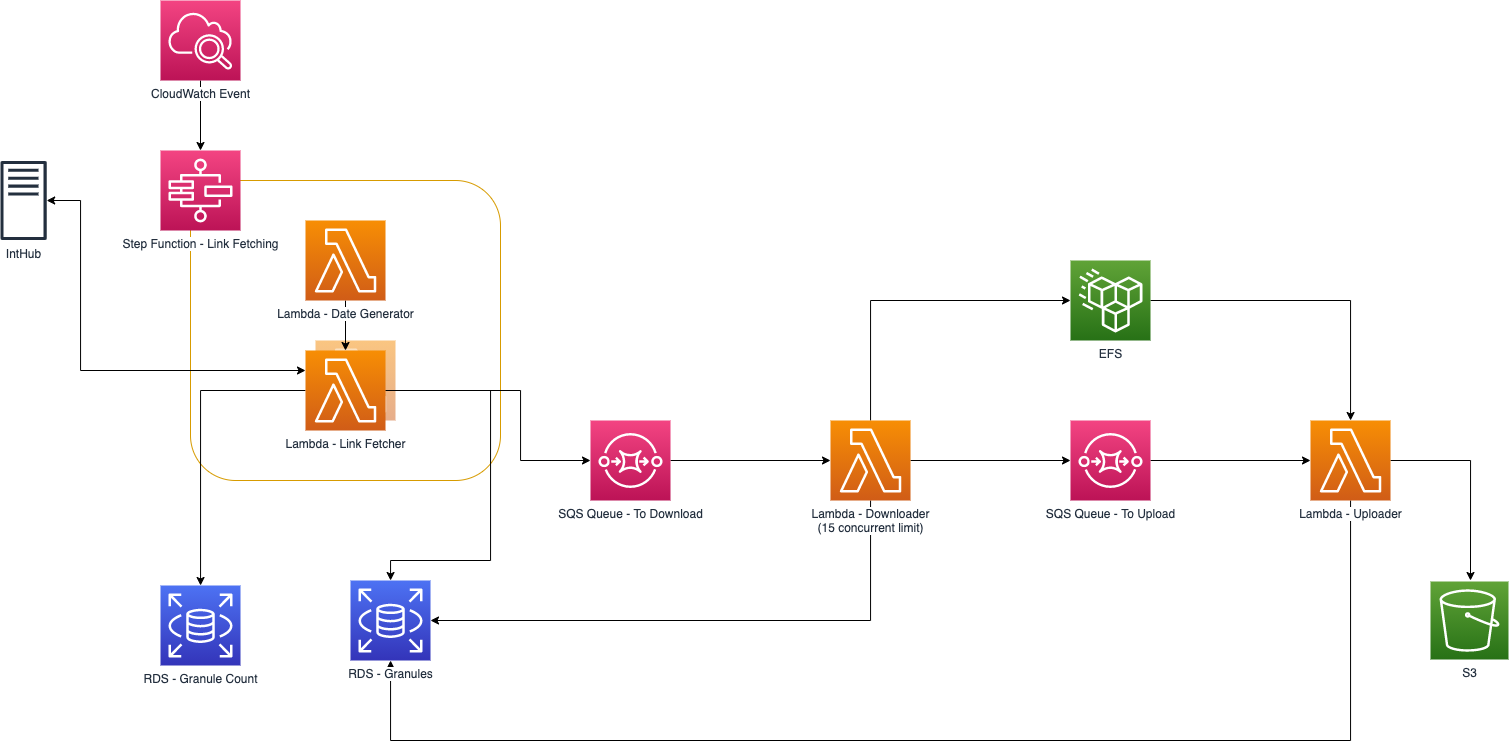 CloudWatch Event
Step Function - Link Fetching
IntHub
Lambda - Date Generator
EFS
Lambda - Link Fetcher
SQS Queue - To Download
Lambda - Downloader
(15 concurrent limit)
SQS Queue - To Upload
Lambda - Uploader
RDS - Granule Count
RDS - Granules
S3